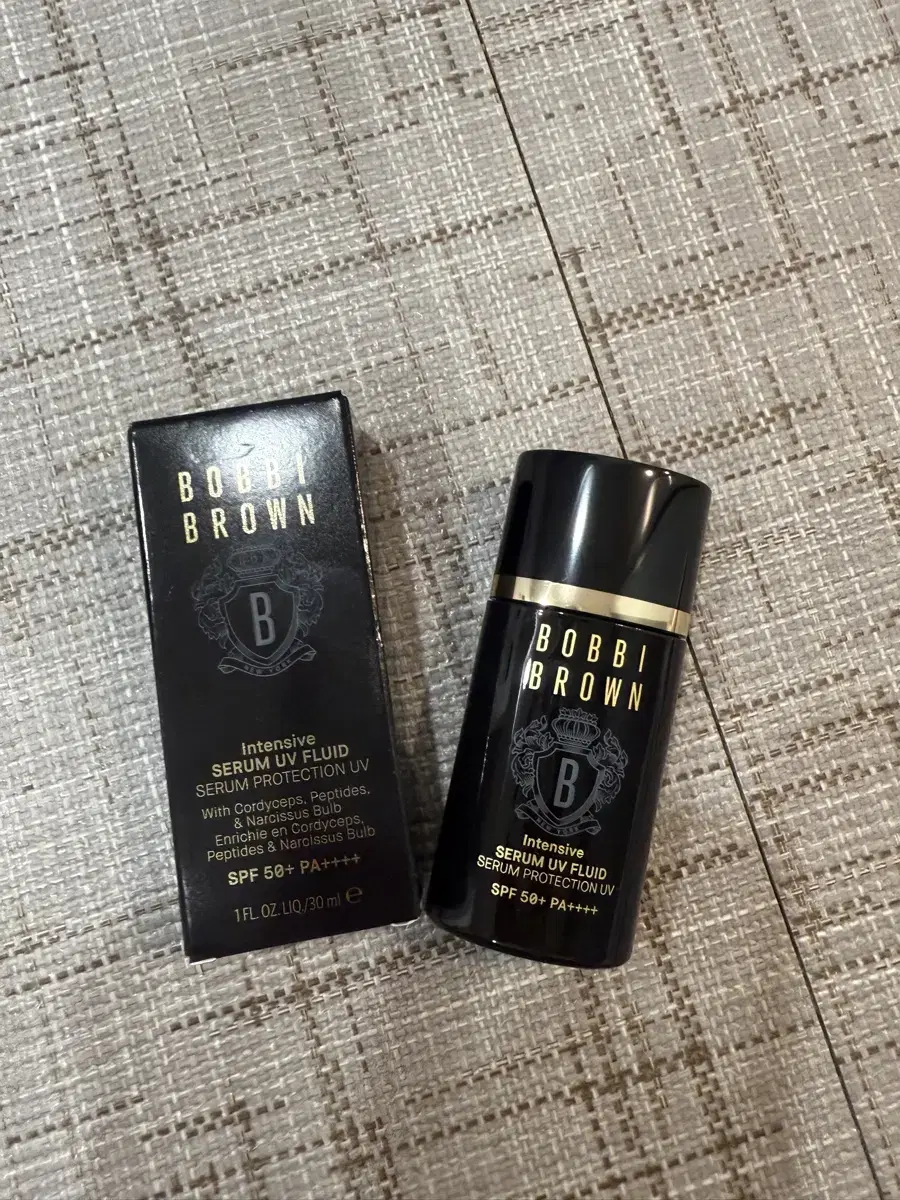 BOBBI
BROWN
B
NEW YORK
Intensive
SERUM UV FLUID
SERUM PROTECTION UV
With Cordyceps, Peptides,
& Narcissus Bulb
Enrichie en Cordyceps,
Peptides & Narcissus Bulb
SPF 50+ PA++++
1 FL. OZ. LIQ./30 ml ℮
BOBBI
BROWN
B
NEW YORK
Intensive
SERUM UV FLUID
SERUM PROTECTION UV
SPF 50+ PA++++